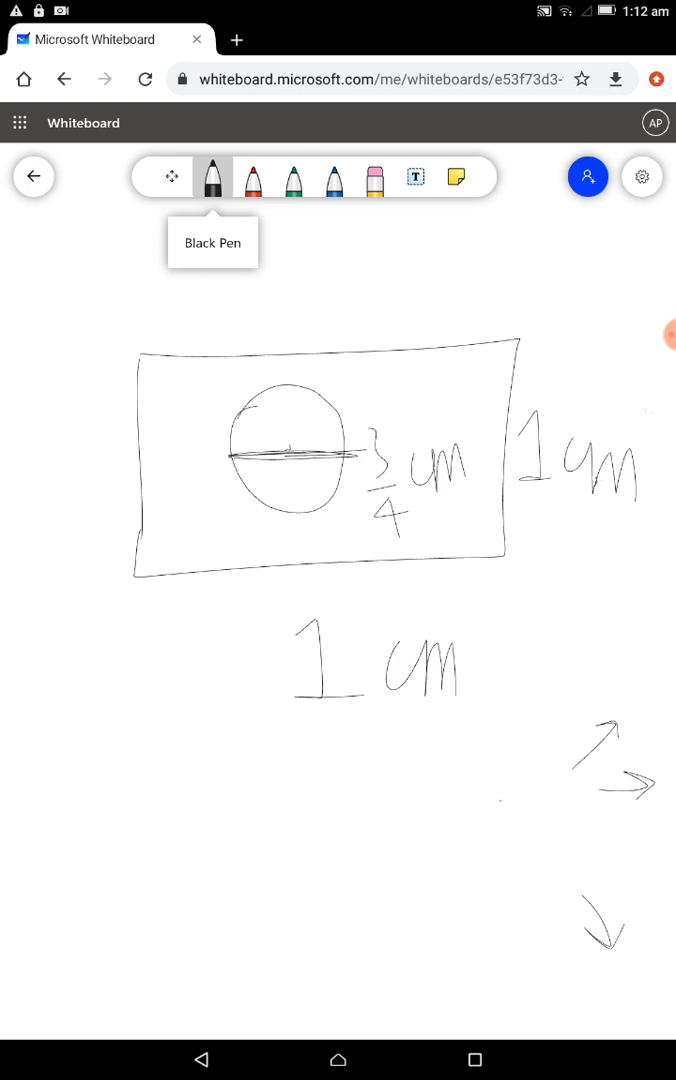 1:12 am
Microsoft Whiteboard
whiteboard.microsoft.com/me/whiteboards/e53f73d3-
Whiteboard
AP
T
Black Pen
3/4 cm
1 cm
1 cm